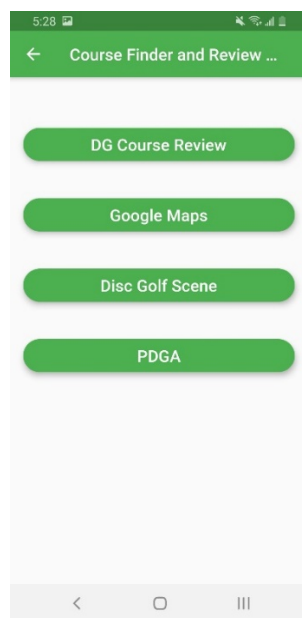 5:28
Course Finder and Review ...
DG Course Review
Google Maps
Disc Golf Scene
PDGA